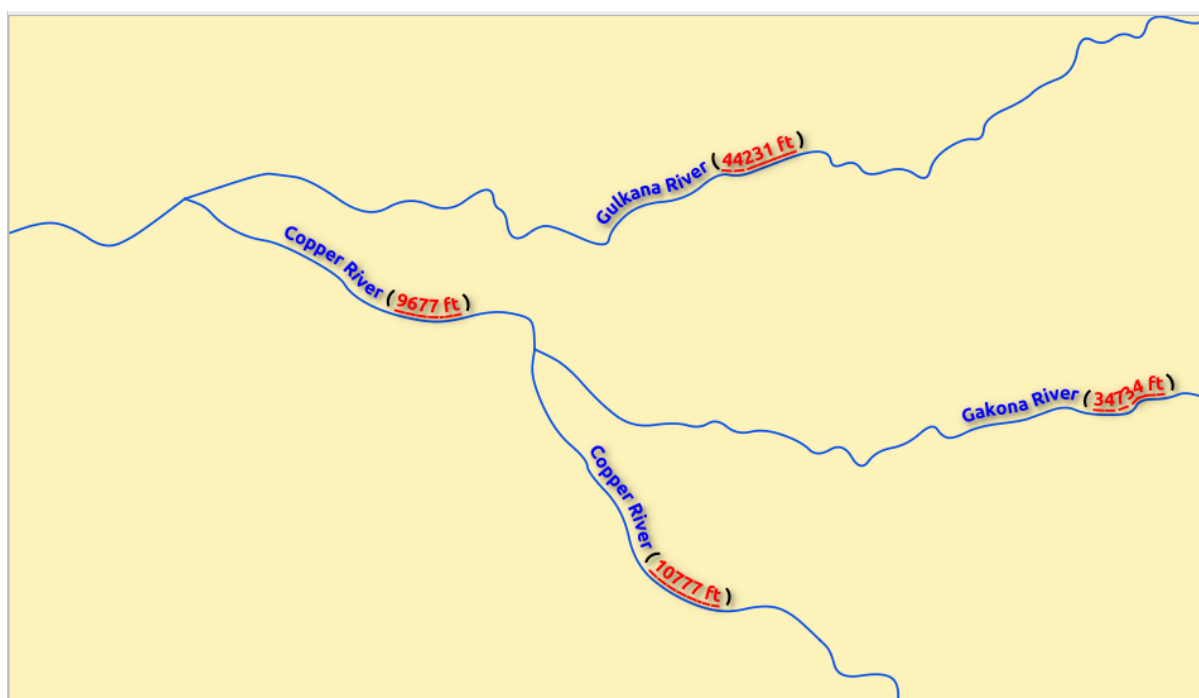 Gulkana River (44231 ft)
Copper River (9677 ft)
Gakona River (34734 ft)
Copper River (10777 ft)